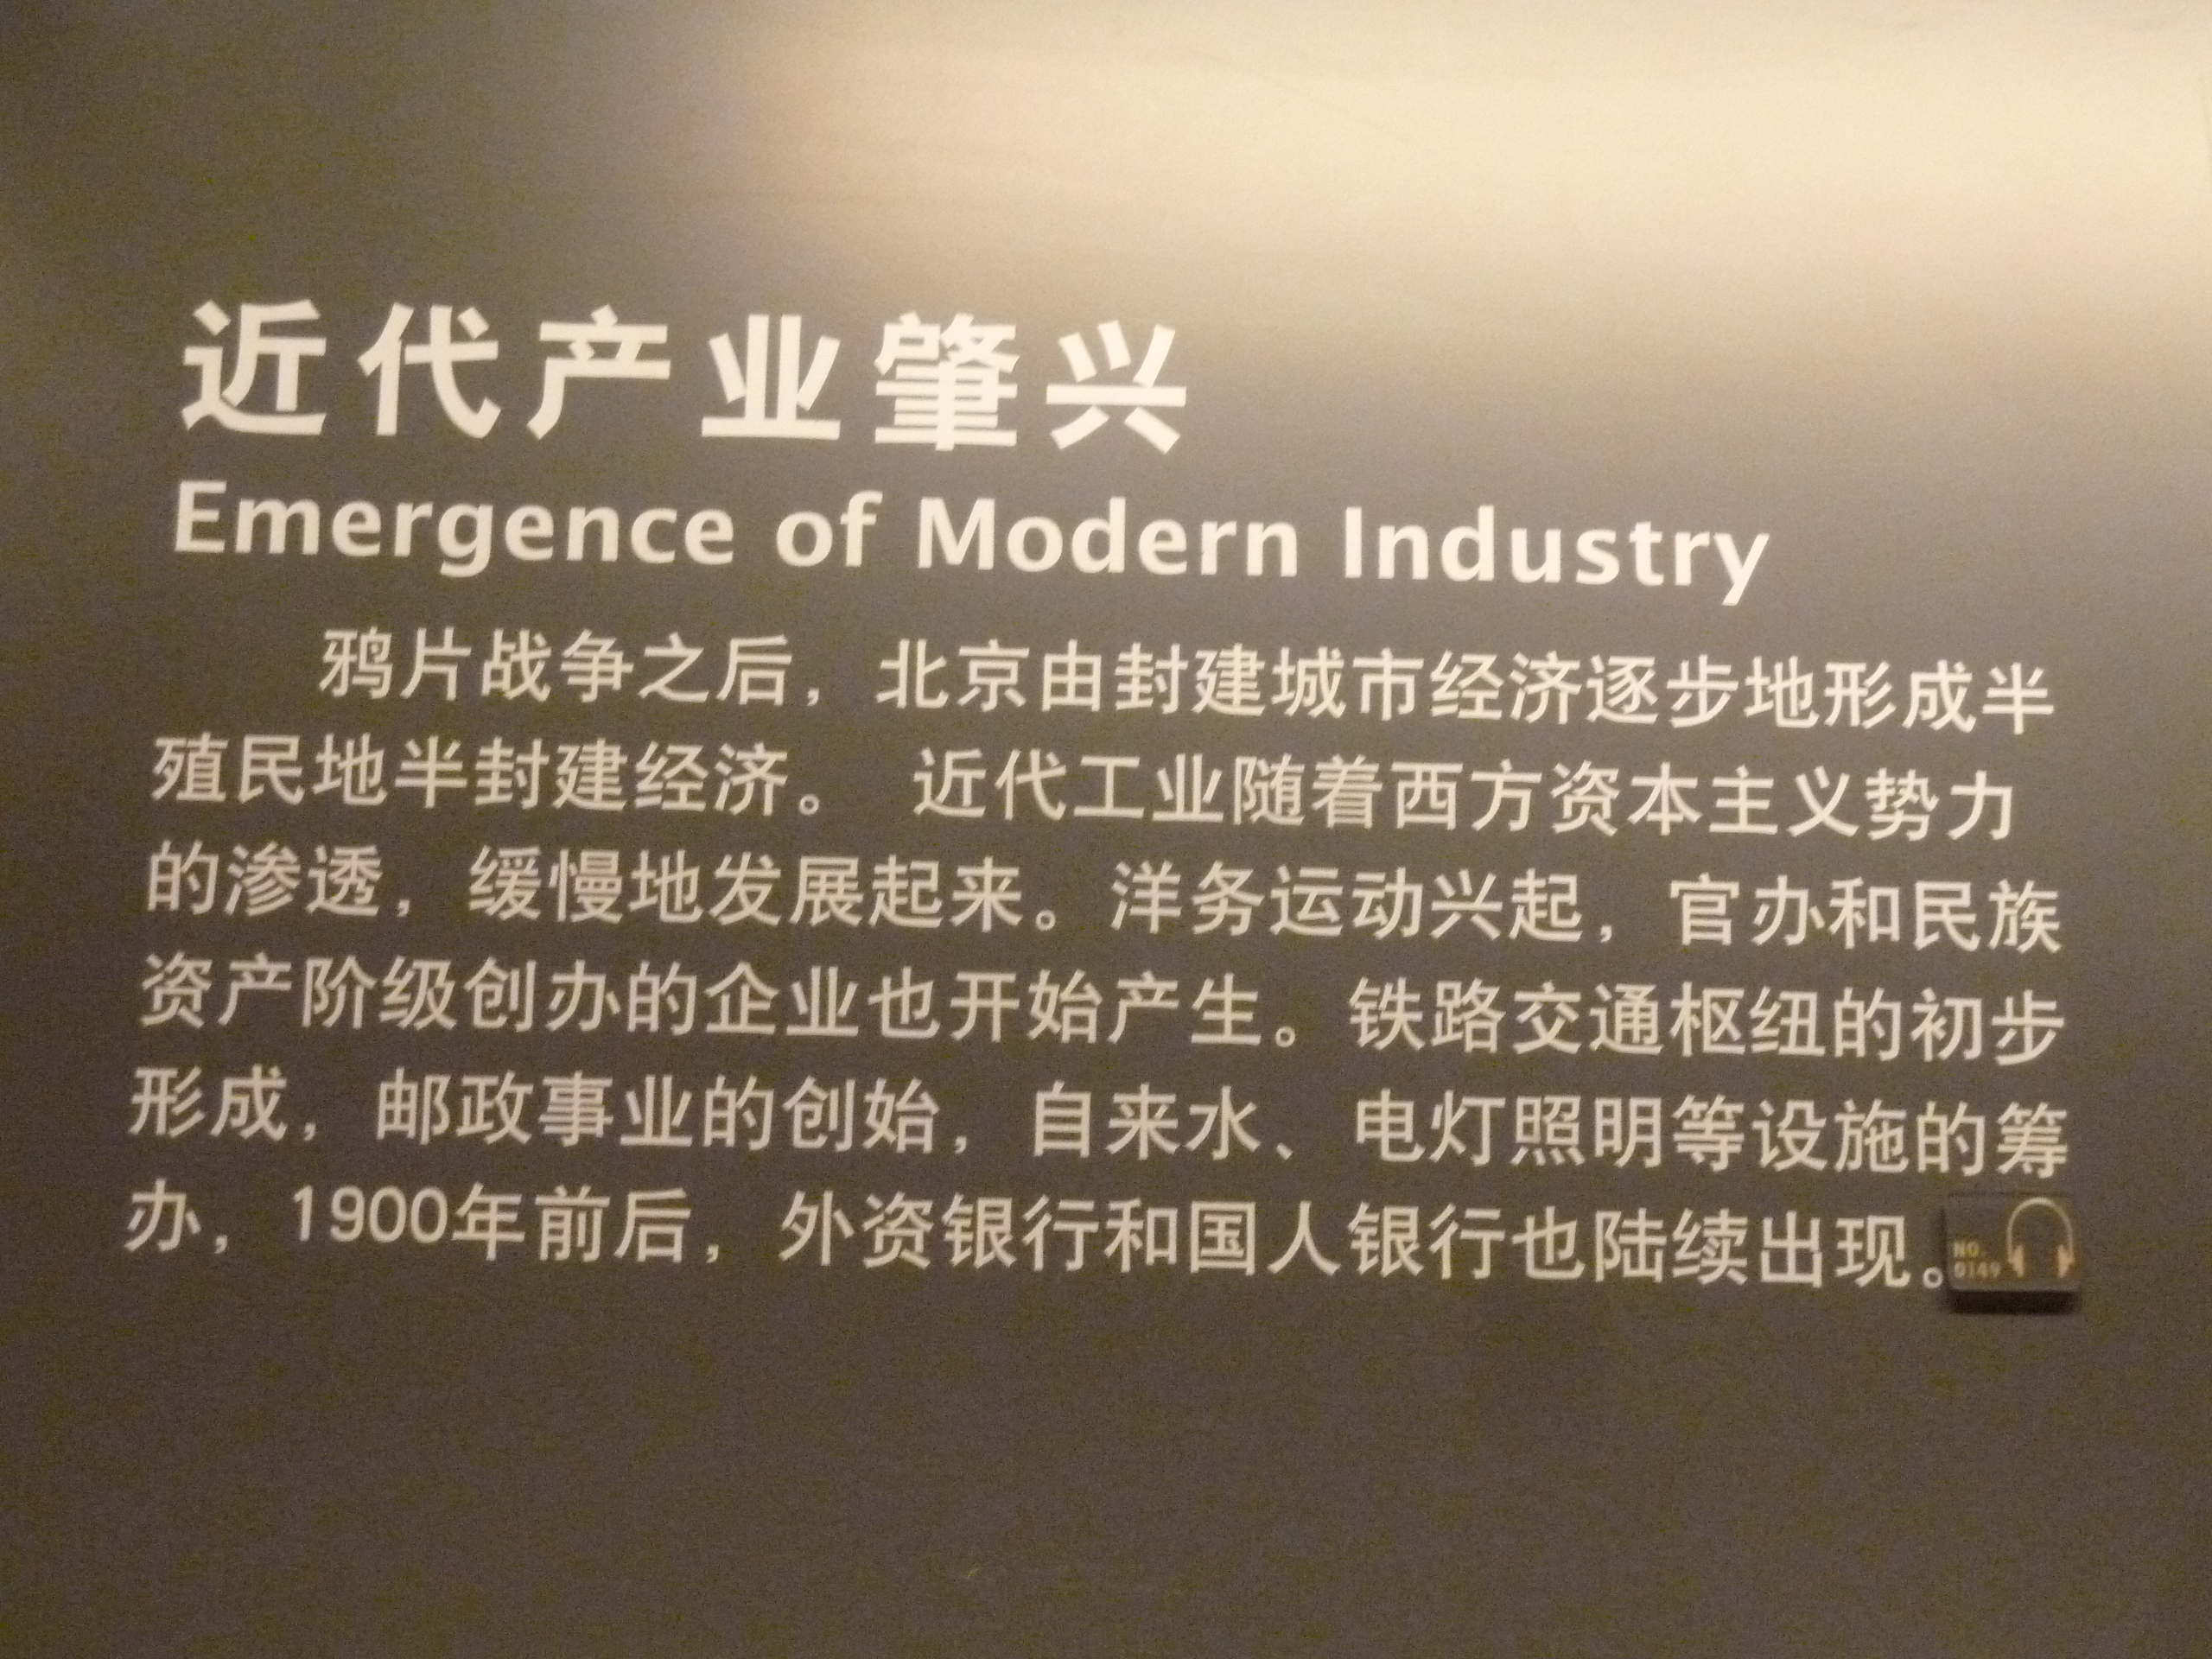 近代产业肇兴
Emergence of Modern Industry
鸦片战争之后，北京由封建城市经济逐步地形成半
殖民地半封建经济。 近代工业随着西方资本主义势力
的渗透，缓慢地发展起来。洋务运动兴起，官办和民族
资产阶级创办的企业也开始产生。铁路交通枢纽的初步
形成，邮政事业的创始，自来水、电灯照明等设施的筹
办，1900年前后，外资银行和国人银行也陆续出现。
NO.
0149